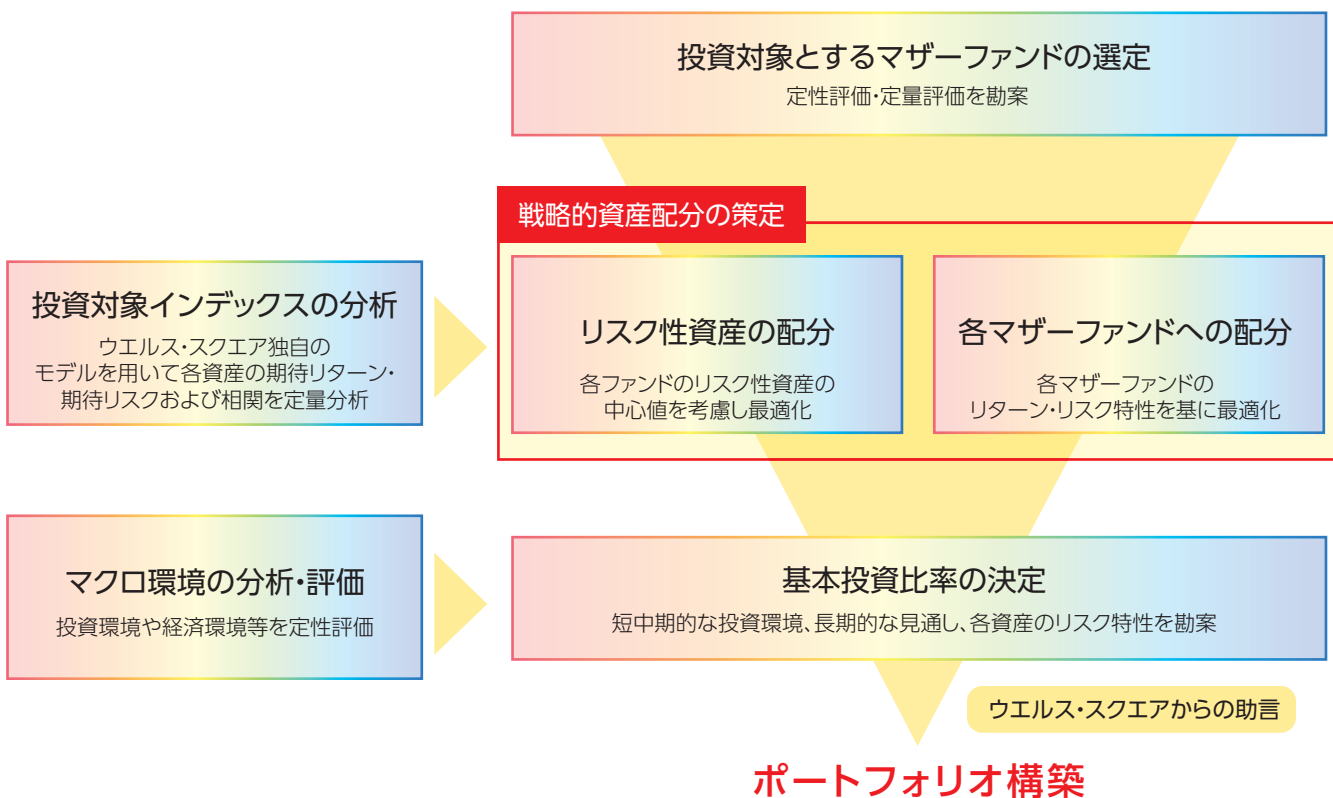 投資対象とするマザーファンドの選定
定性評価・定量評価を勘案
戦略的資産配分の策定
投資対象インデックスの分析
ウエルス・スクエア独自の
モデルを用いて各資産の期待リターン・
期待リスクおよび相関を定量分析
リスク性資産の配分
各ファンドのリスク性資産の
中心値を考慮し最適化
各マザーファンドへの配分
各マザーファンドの
リターン・リスク特性を基に最適化
マクロ環境の分析・評価
投資環境や経済環境等を定性評価
基本投資比率の決定
短中期的な投資環境、長期的な見通し、各資産のリスク特性を勘案
ウエルス・スクエアからの助言
ポートフォリオ構築